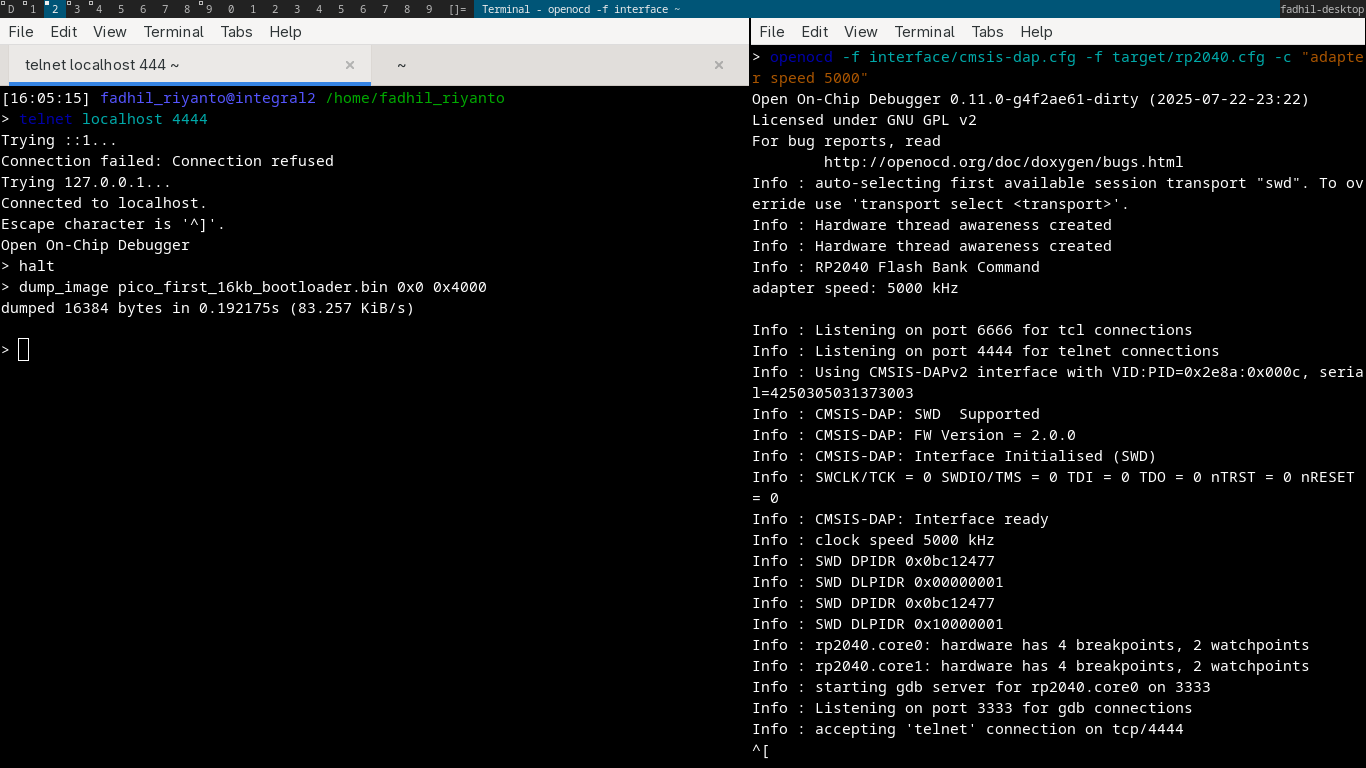 D 1 2 3 4 5 6 7 8 9 0 1 2 3 4 5 6 7 8 9 []= Terminal - openocd -f interface ~ fadhil-desktop
File Edit View Terminal Tabs Help
telnet localhost 444 ~ × ~ ×
[16:05:15] fadhil_riyanto@integral2 /home/fadhil_riyanto
> telnet localhost 4444
Trying ::1...
Connection failed: Connection refused
Trying 127.0.0.1...
Connected to localhost.
Escape character is '^]'.
Open On-Chip Debugger
> halt
> dump_image pico_first_16kb_bootloader.bin 0x0 0x4000
dumped 16384 bytes in 0.192175s (83.257 KiB/s)
>
File Edit View Terminal Tabs Help
> openocd -f interface/cmsis-dap.cfg -f target/rp2040.cfg -c "adapte
r speed 5000"
Open On-Chip Debugger 0.11.0-g4f2ae61-dirty (2025-07-22-23:22)
Licensed under GNU GPL v2
For bug reports, read
http://openocd.org/doc/doxygen/bugs.html
Info : auto-selecting first available session transport "swd". To ov
erride use 'transport select <transport>'.
Info : Hardware thread awareness created
Info : Hardware thread awareness created
Info : RP2040 Flash Bank Command
adapter speed: 5000 kHz
Info : Listening on port 6666 for tcl connections
Info : Listening on port 4444 for telnet connections
Info : Using CMSIS-DAPv2 interface with VID:PID=0x2e8a:0x000c, seria
l=4250305031373003
Info : CMSIS-DAP: SWD  Supported
Info : CMSIS-DAP: FW Version = 2.0.0
Info : CMSIS-DAP: Interface Initialised (SWD)
Info : SWCLK/TCK = 0 SWDIO/TMS = 0 TDI = 0 TDO = 0 nTRST = 0 nRESET
= 0
Info : CMSIS-DAP: Interface ready
Info : clock speed 5000 kHz
Info : SWD DPIDR 0x0bc12477
Info : SWD DLPIDR 0x00000001
Info : SWD DPIDR 0x0bc12477
Info : SWD DLPIDR 0x10000001
Info : rp2040.core0: hardware has 4 breakpoints, 2 watchpoints
Info : rp2040.core1: hardware has 4 breakpoints, 2 watchpoints
Info : starting gdb server for rp2040.core0 on 3333
Info : Listening on port 3333 for gdb connections
Info : accepting 'telnet' connection on tcp/4444
^[